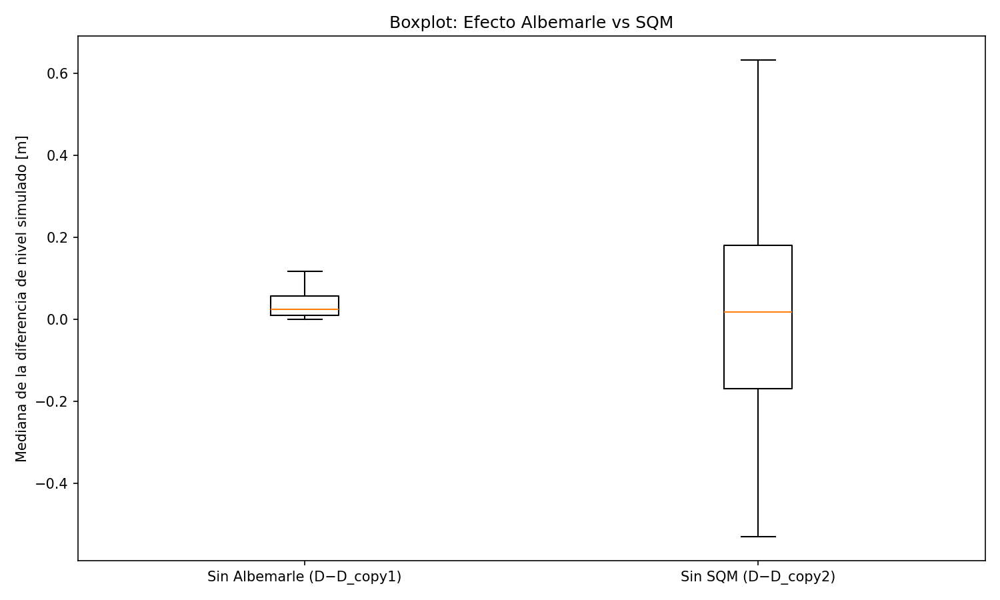 Boxplot: Efecto Albemarle vs SQM
Mediana de la diferencia de nivel simulado [m]
0.6
0.4
0.2
0.0
−0.2
−0.4
Sin Albemarle (D−D_copy1)
Sin SQM (D−D_copy2)